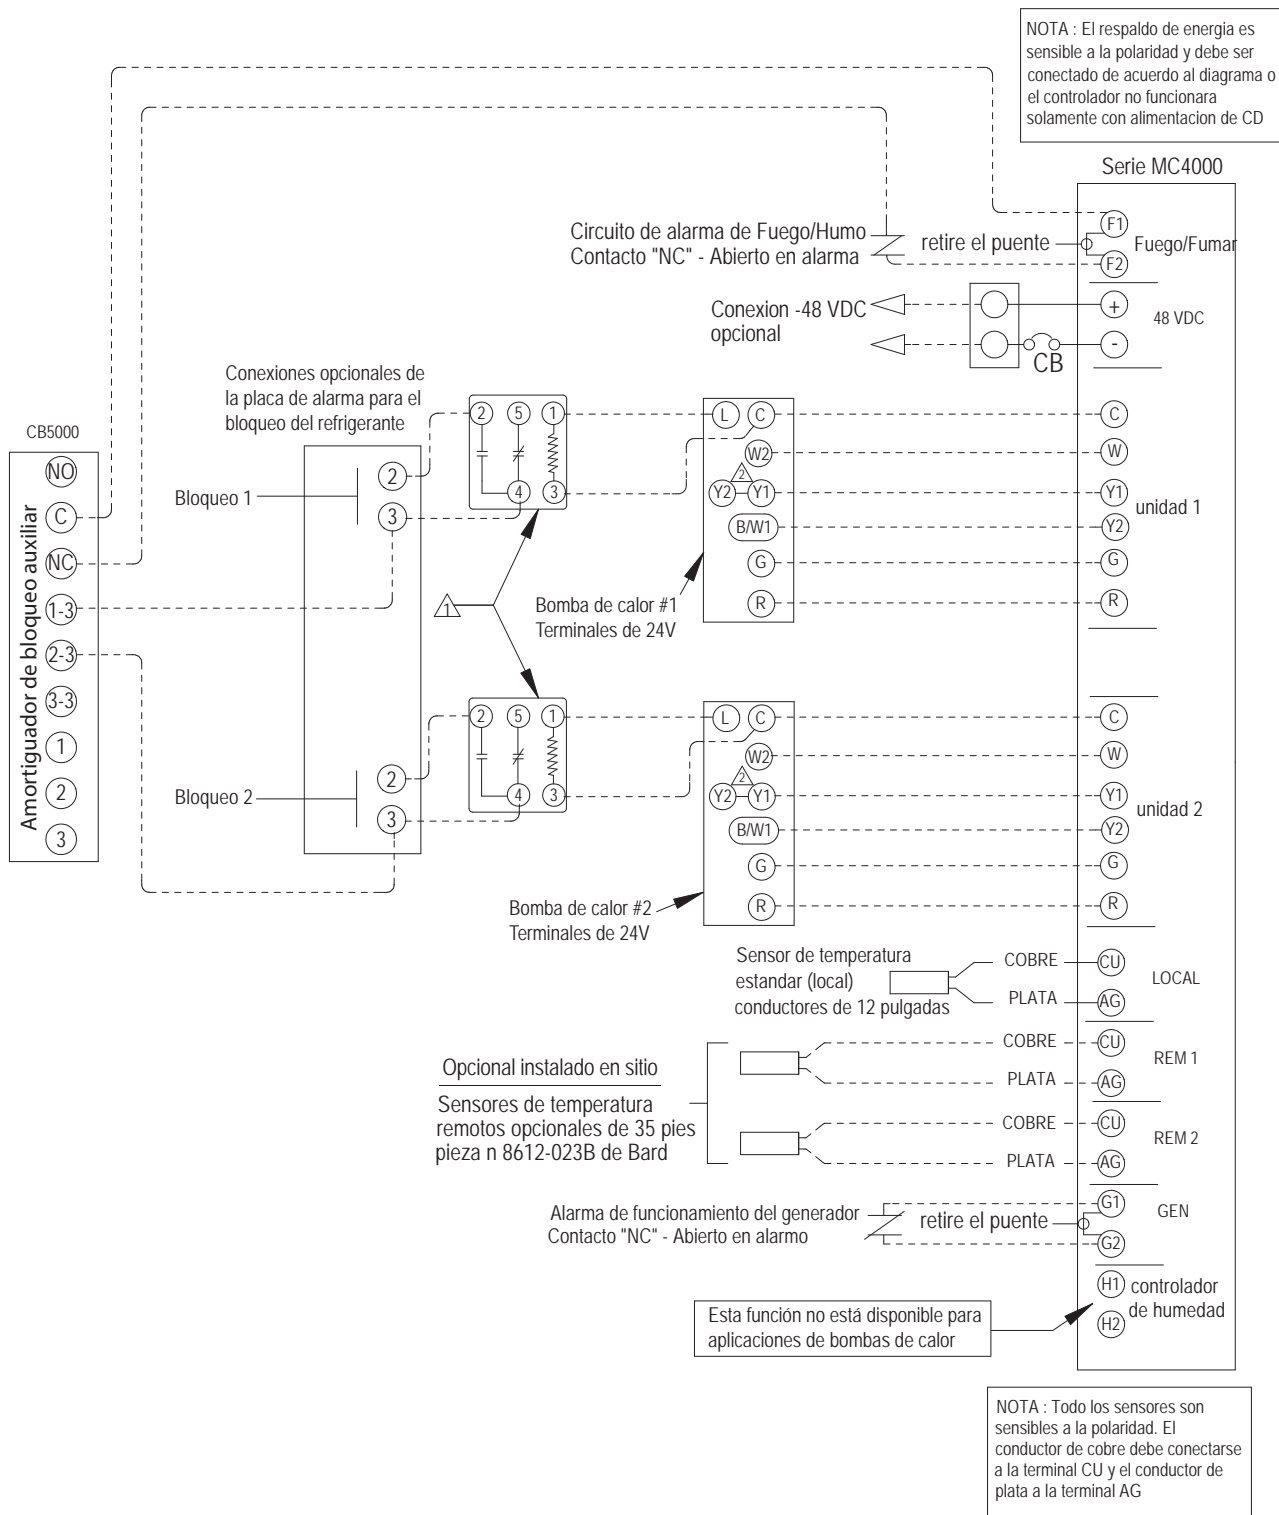 NOTA : El respaldo de energia es
sensible a la polaridad y debe ser
conectado de acuerdo al diagrama o
el controlador no funcionara
solamente con alimentacion de CD
Serie MC4000
F1
Circuito de alarma de Fuego/Humo
Contacto "NC" - Abierto en alarma
retire el puente
Fuego/Fumar
F2
Conexion -48 VDC
opcional
+
48 VDC
-
CB
Conexiones opcionales de
la placa de alarma para el
bloqueo del refrigerante
CB5000
Amortiguador de bloqueo auxiliar
NO
C
NC
1-3
2-3
3-3
1
2
3
Bloqueo 1
2
3
2 5 1
4 3
1
L C
W2
2
Y2 Y1
B/W1
G
R
Bomba de calor #1
Terminales de 24V
C
W
Y1
unidad 1
Y2
G
R
Bloqueo 2
2
3
2 5 1
4 3
L C
W2
2
Y2 Y1
B/W1
G
R
Bomba de calor #2
Terminales de 24V
C
W
Y1
unidad 2
Y2
G
R
Sensor de temperatura
estandar (local)
conductores de 12 pulgadas
COBRE CU
LOCAL
PLATA AG
Opcional instalado en sitio
Sensores de temperatura
remotos opcionales de 35 pies
pieza n 8612-023B de Bard
COBRE CU
REM 1
PLATA AG
COBRE CU
REM 2
PLATA AG
Alarma de funcionamiento del generador
Contacto "NC" - Abierto en alarmo
retire el puente
G1
GEN
G2
H1
controlador
de humedad
H2
Esta función no está disponible para
aplicaciones de bombas de calor
NOTA : Todo los sensores son
sensibles a la polaridad. El
conductor de cobre debe conectarse
a la terminal CU y el conductor de
plata a la terminal AG